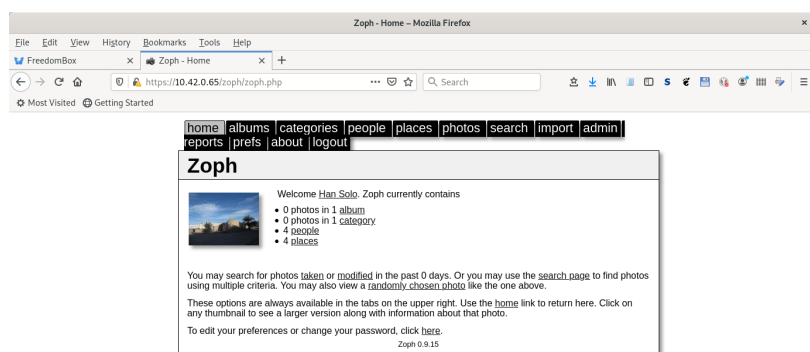 Zoph - Home – Mozilla Firefox
File Edit View History Bookmarks Tools Help
FreedomBox
Zoph - Home
https://10.42.0.65/zoph/zoph.php
Search
Most Visited Getting Started
home albums categories people places photos search import admin
reports prefs about logout
Zoph
Welcome Han Solo. Zoph currently contains
0 photos in 1 album
0 photos in 1 category
4 people
4 places
You may search for photos taken or modified in the past 0 days. Or you may use the search page to find photos
using multiple criteria. You may also view a randomly chosen photo like the one above.
These options are always available in the tabs on the upper right. Use the home link to return here. Click on
any thumbnail to see a larger version along with information about that photo.
To edit your preferences or change your password, click here.
Zoph 0.9.15